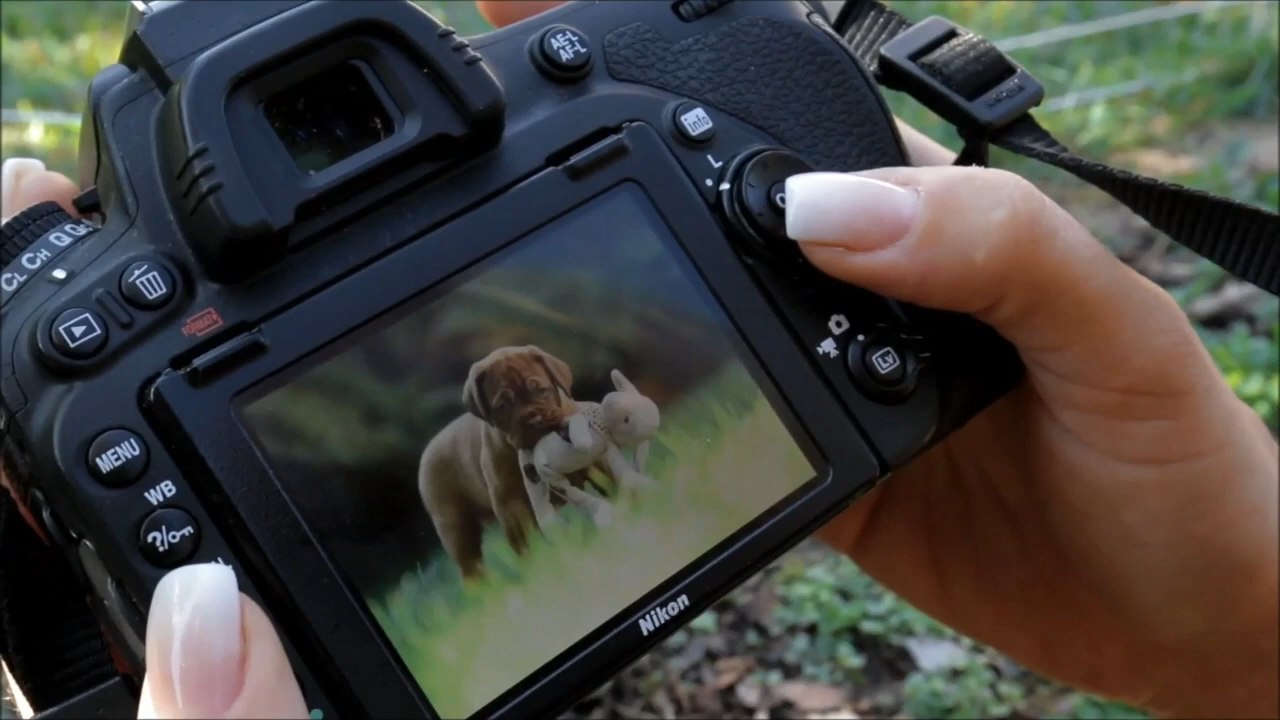 AE-L
AF-L
info
L
CL CH Q Qc
FORMAT
MENU
WB
?/
Lv
Nikon